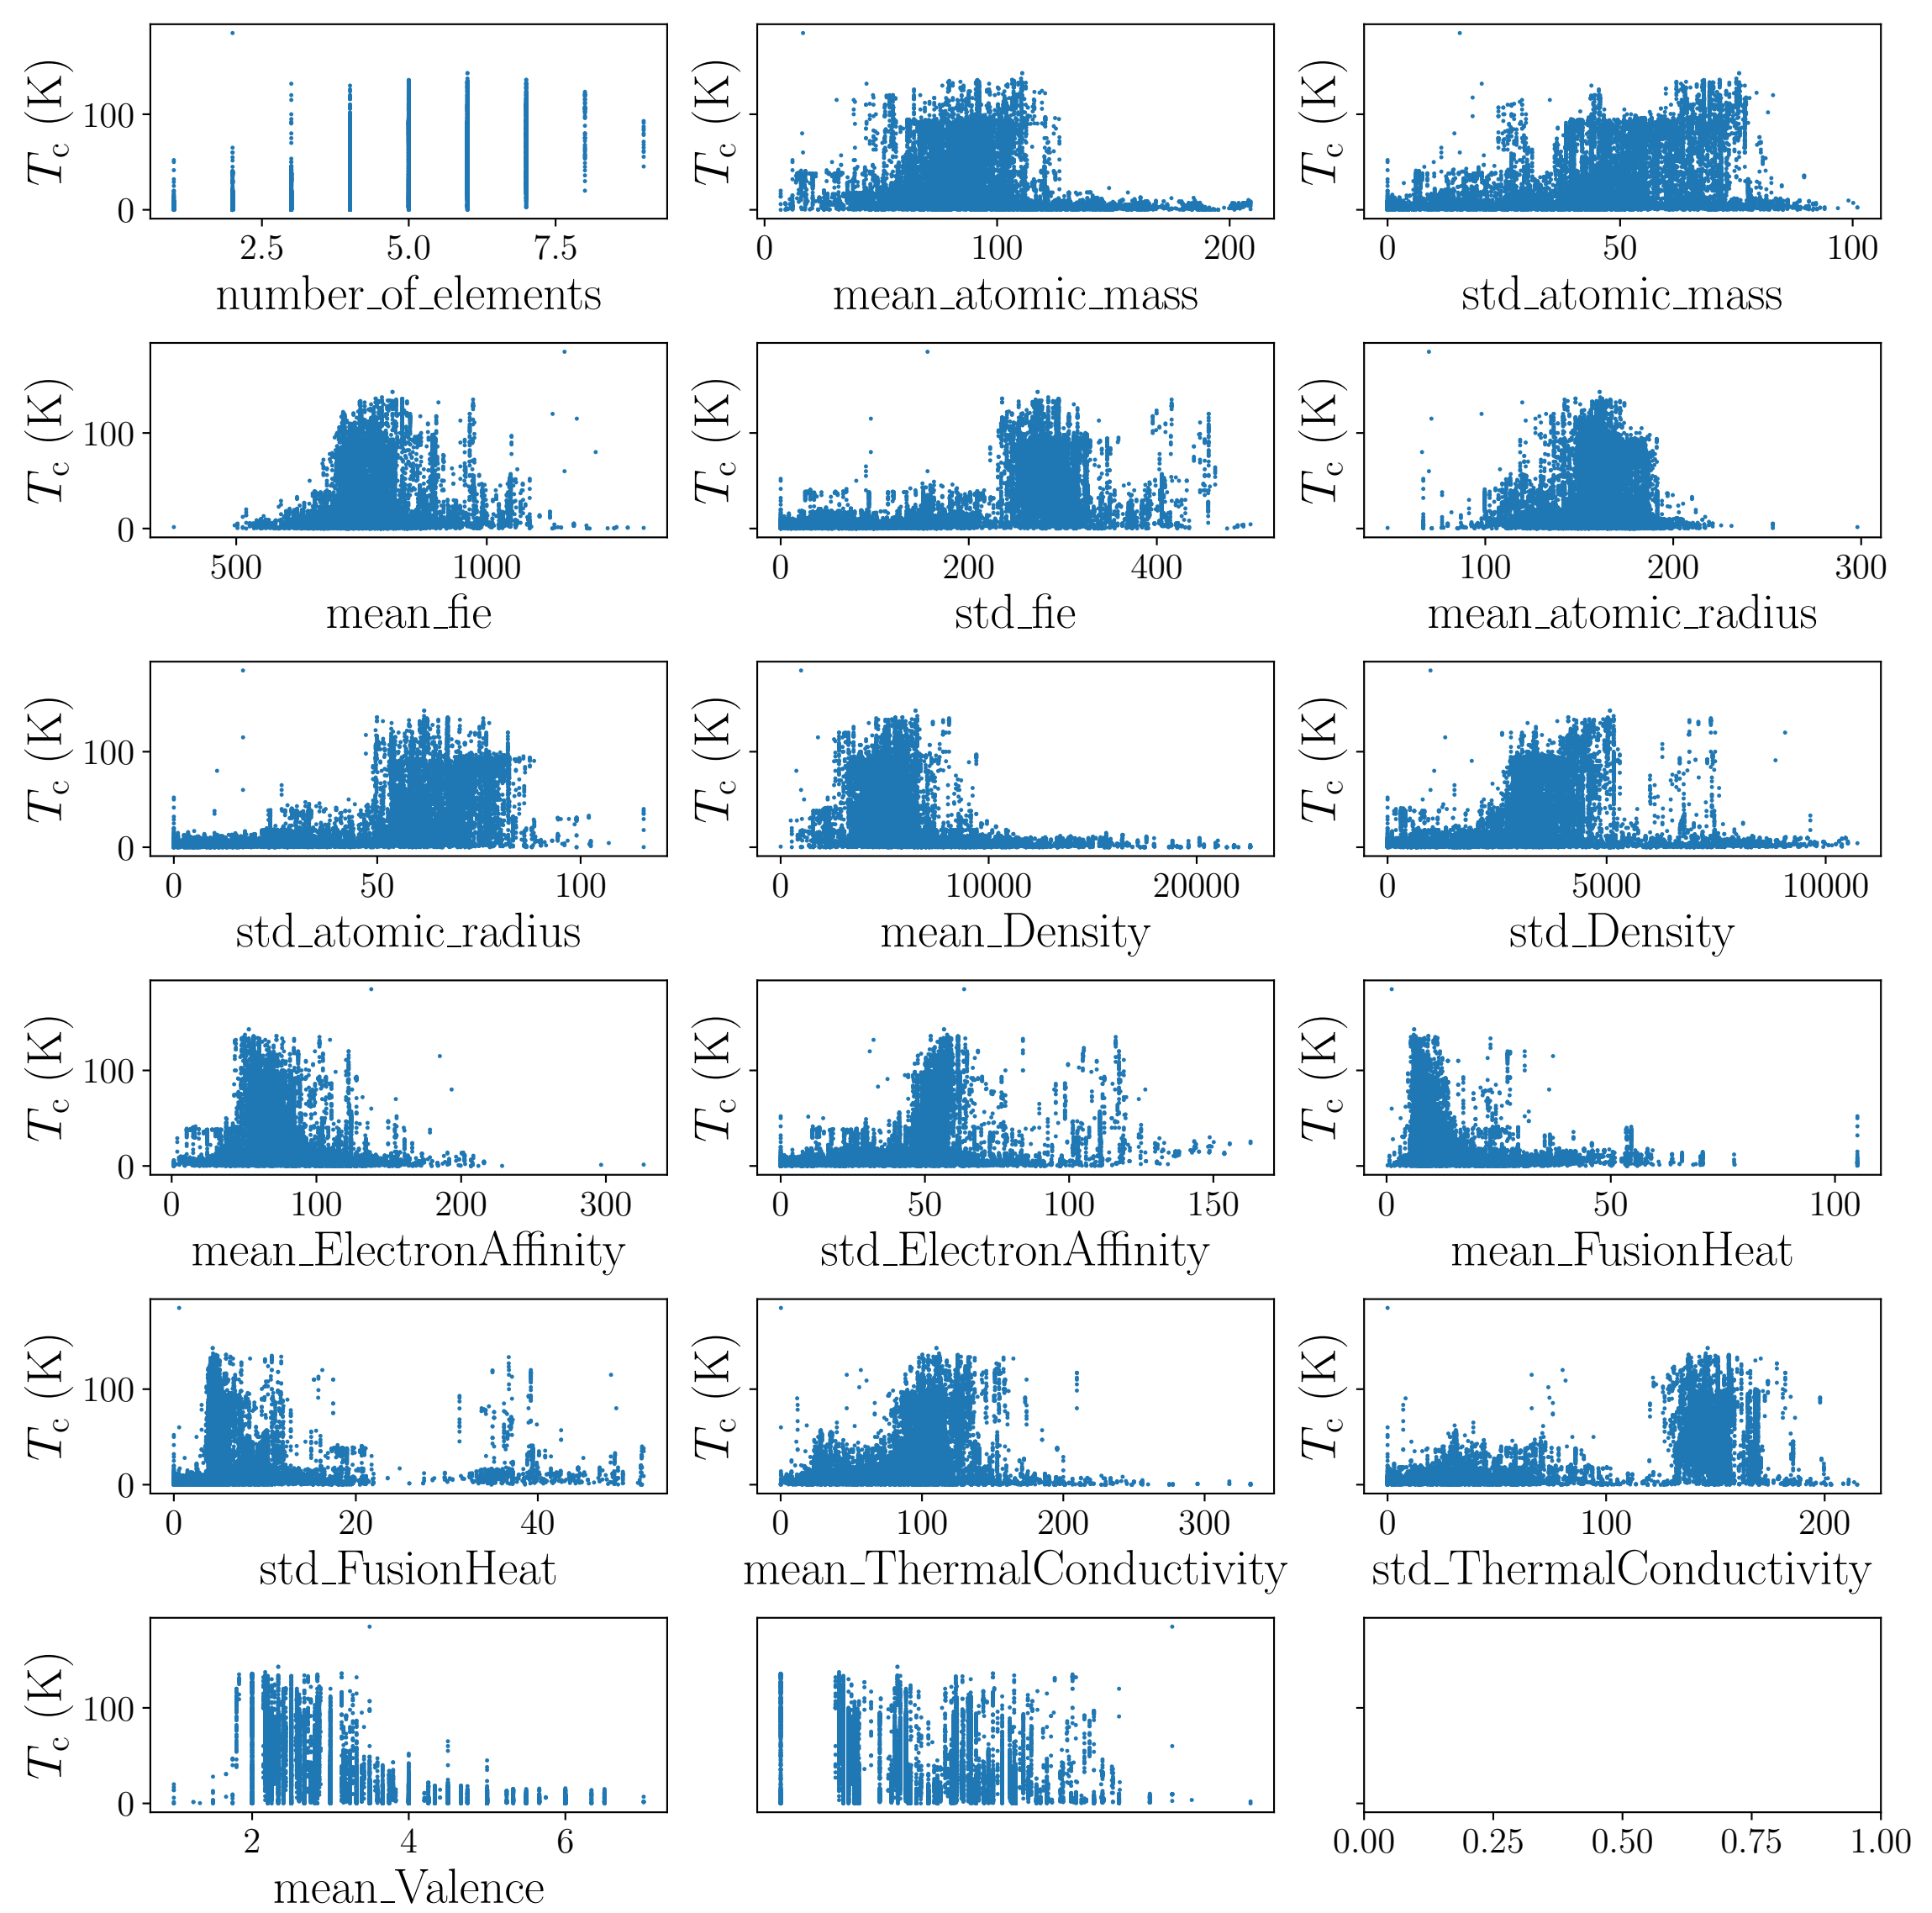 Tc (K)
100
0
2.5 5.0 7.5
number_of_elements
Tc (K)
0 100 200
mean_atomic_mass
Tc (K)
0 50 100
std_atomic_mass
Tc (K)
100
0
500 1000
mean_fie
Tc (K)
0 200 400
std_fie
Tc (K)
100 200 300
mean_atomic_radius
Tc (K)
100
0
0 50 100
std_atomic_radius
Tc (K)
0 10000 20000
mean_Density
Tc (K)
0 5000 10000
std_Density
Tc (K)
100
0
0 100 200 300
mean_ElectronAffinity
Tc (K)
0 50 100 150
std_ElectronAffinity
Tc (K)
0 50 100
mean_FusionHeat
Tc (K)
100
0
0 20 40
std_FusionHeat
Tc (K)
0 100 200 300
mean_ThermalConductivity
Tc (K)
0 100 200
std_ThermalConductivity
Tc (K)
100
0
2 4 6
mean_Valence
0.00 0.25 0.50 0.75 1.00